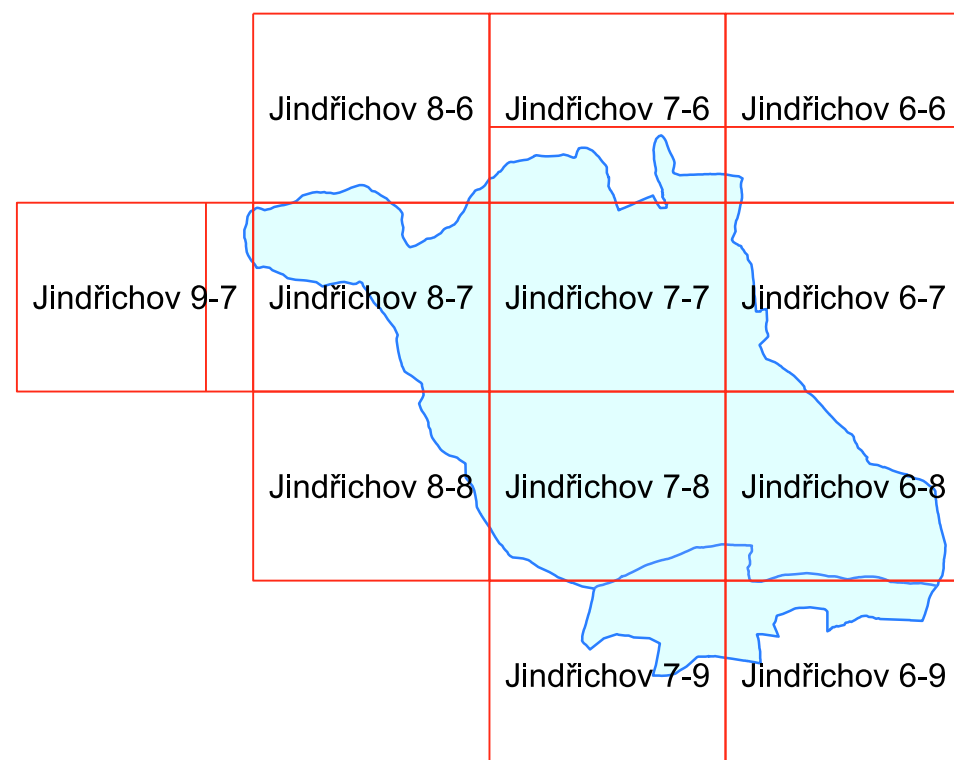 Jindřichov 8-6
Jindřichov 7-6
Jindřichov 6-6
Jindřichov 9-7
Jindřichov 8-7
Jindřichov 7-7
Jindřichov 6-7
Jindřichov 8-8
Jindřichov 7-8
Jindřichov 6-8
Jindřichov 7-9
Jindřichov 6-9